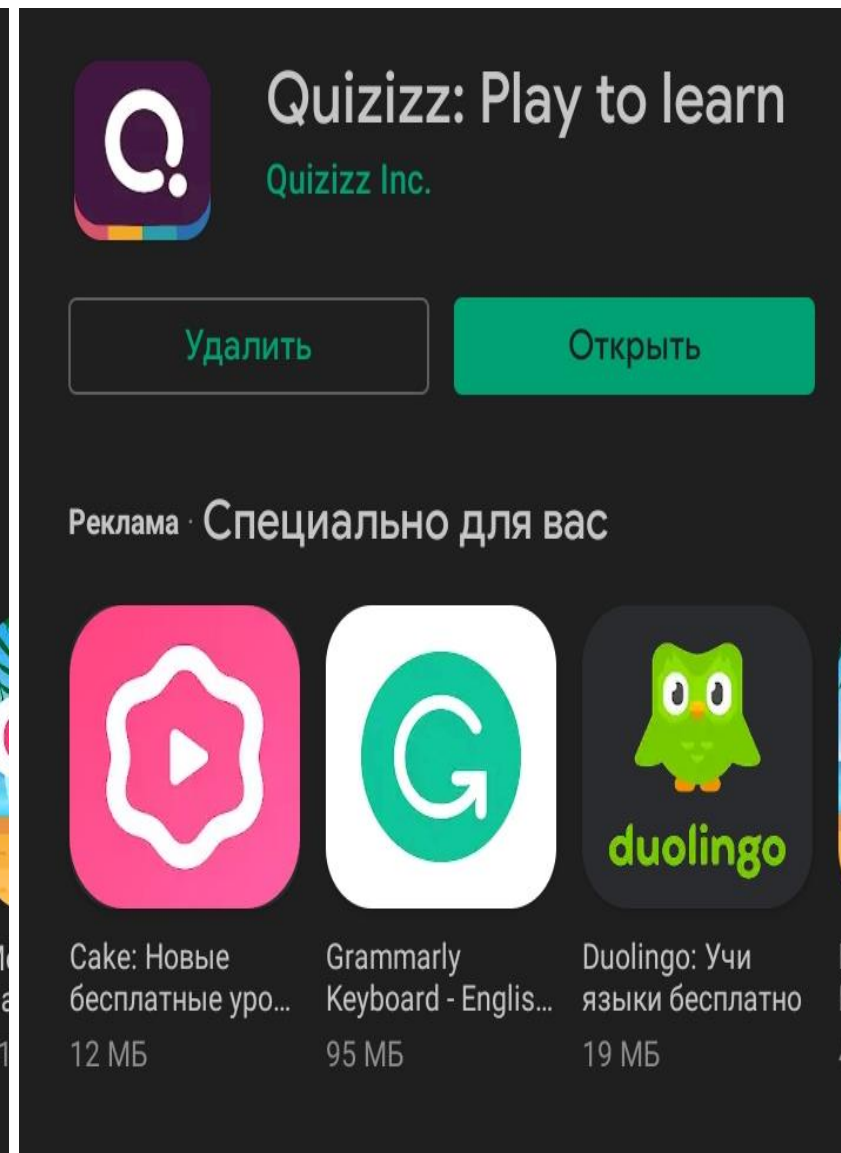 Quizizz: Play to learn
Quizizz Inc.
Удалить
Открыть
Реклама · Специально для вас
duolingo
Cake: Новые
бесплатные уро...
12 МБ
Grammarly
Keyboard - Englis...
95 МБ
Duolingo: Учи
языки бесплатно
19 МБ